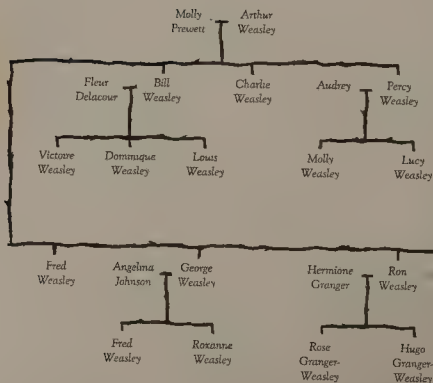 Molly Prewett
Arthur Weasley
Fleur Delacour
Bill Weasley
Charlie Weasley
Audrey
Percy Weasley
Victoire Weasley
Dominique Weasley
Louis Weasley
Molly Weasley
Lucy Weasley
Fred Weasley
Angelina Johnson
George Weasley
Hermione Granger
Ron Weasley
Fred Weasley
Roxanne Weasley
Rose Granger-Weasley
Hugo Granger-Weasley